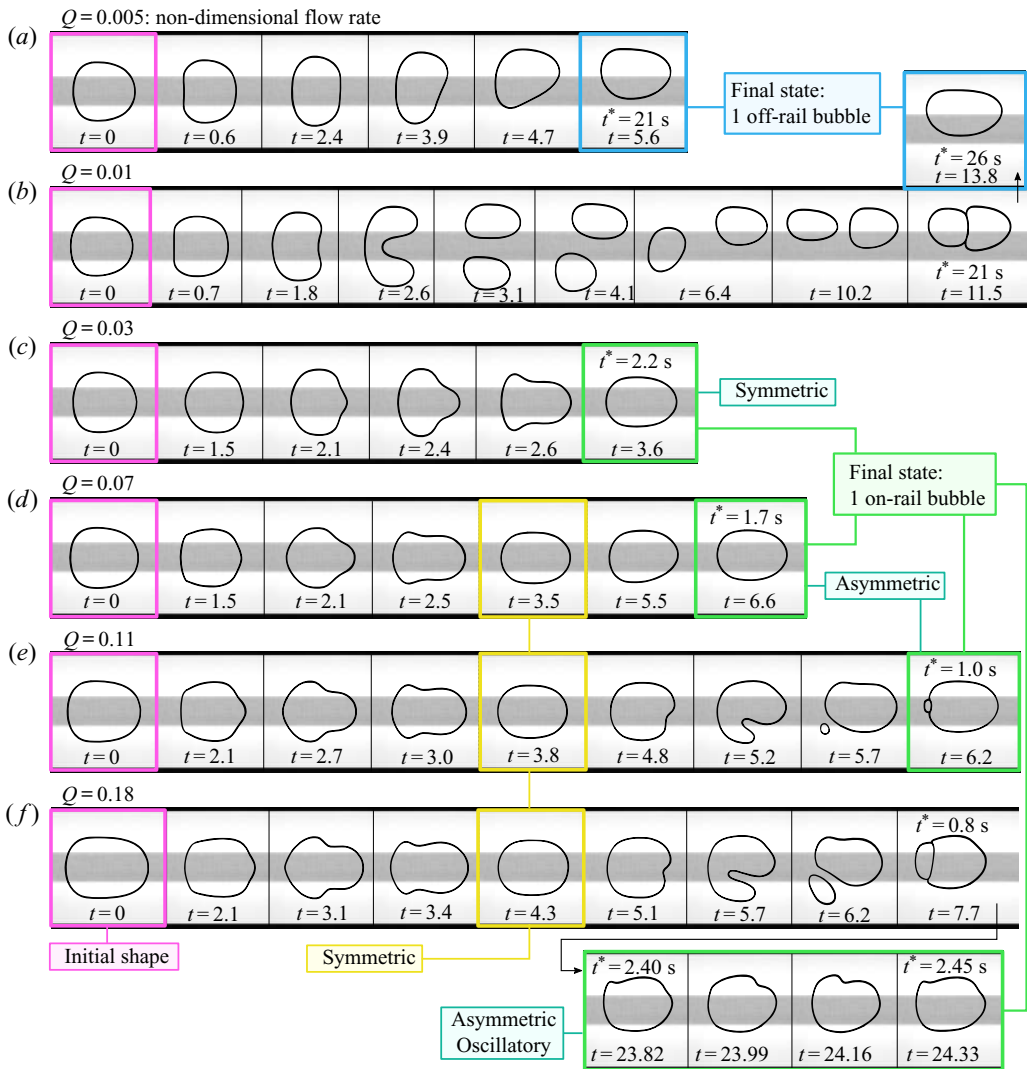 Q = 0.005: non-dimensional flow rate
(a)
t = 0
t = 0.6
t = 2.4
t = 3.9
t = 4.7
t* = 21 s
t = 5.6
Final state:
1 off-rail bubble
t* = 26 s
t = 13.8
Q = 0.01
(b)
t = 0
t = 0.7
t = 1.8
t = 2.6
t = 3.1
t = 4.1
t = 6.4
t = 10.2
t* = 21 s
t = 11.5
Q = 0.03
(c)
t = 0
t = 1.5
t = 2.1
t = 2.4
t = 2.6
t* = 2.2 s
t = 3.6
Symmetric
Final state:
1 on-rail bubble
Q = 0.07
(d)
t = 0
t = 1.5
t = 2.1
t = 2.5
t = 3.5
t = 5.5
t* = 1.7 s
t = 6.6
Asymmetric
Q = 0.11
(e)
t = 0
t = 2.1
t = 2.7
t = 3.0
t = 3.8
t = 4.8
t = 5.2
t = 5.7
t* = 1.0 s
t = 6.2
Q = 0.18
(f)
t = 0
t = 2.1
t = 3.1
t = 3.4
t = 4.3
t = 5.1
t = 5.7
t = 6.2
t* = 0.8 s
t = 7.7
Initial shape
Symmetric
Asymmetric
Oscillatory
t* = 2.40 s
t = 23.82
t = 23.99
t = 24.16
t* = 2.45 s
t = 24.33